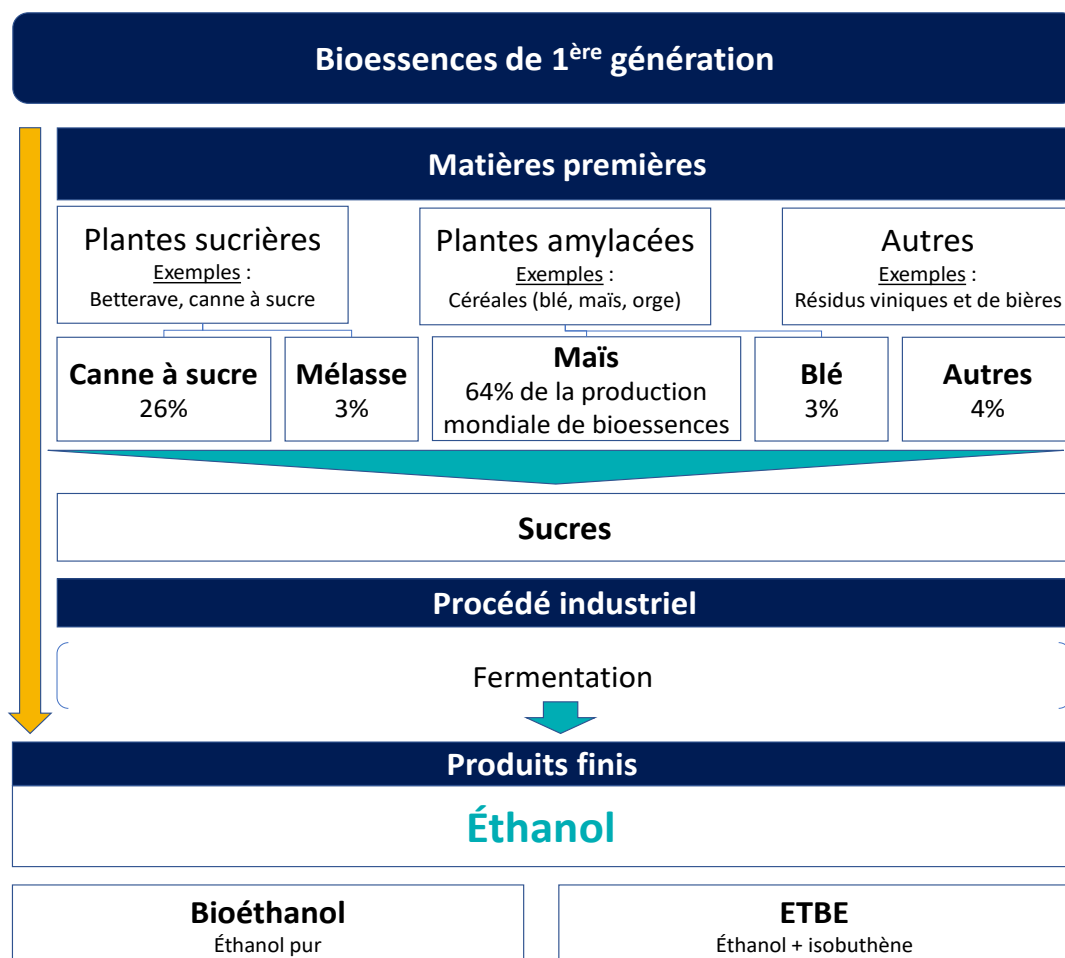 Bioessences de 1ère génération
Matières premières
Plantes sucrières
Exemples :
Betterave, canne à sucre
Plantes amylacées
Exemples :
Céréales (blé, maïs, orge)
Autres
Exemples :
Résidus viniques et de bières
Canne à sucre
26%
Mélasse
3%
Maïs
64% de la production
mondiale de bioessences
Blé
3%
Autres
4%
Sucres
Procédé industriel
Fermentation
Produits finis
Éthanol
Bioéthanol
Éthanol pur
ETBE
Éthanol + isobuthène